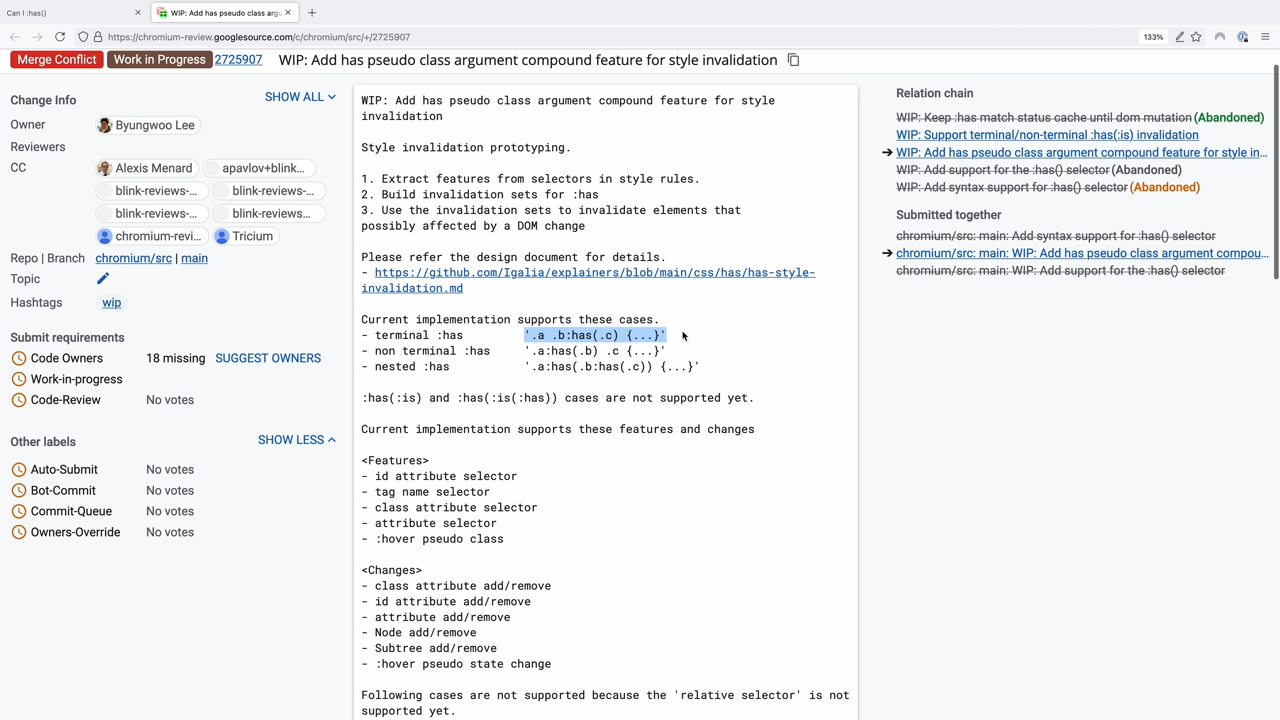 Can I :has()
WIP: Add has pseudo class argu
https://chromium-review.googlesource.com/c/chromium/src/+/2725907
133%
Merge Conflict
Work in Progress
2725907
WIP: Add has pseudo class argument compound feature for style invalidation
Change Info
SHOW ALL
Owner
Byungwoo Lee
Reviewers
CC
Alexis Menard
apavlov+blink...
blink-reviews-...
blink-reviews-...
blink-reviews-...
blink-reviews...
chromium-revi...
Tricium
Repo | Branch
chromium/src | main
Topic
Hashtags
wip
Submit requirements
Code Owners
18 missing
SUGGEST OWNERS
Work-in-progress
Code-Review
No votes
Other labels
SHOW LESS
Auto-Submit
No votes
Bot-Commit
No votes
Commit-Queue
No votes
Owners-Override
No votes
WIP: Add has pseudo class argument compound feature for style
invalidation
Style invalidation prototyping.
1. Extract features from selectors in style rules.
2. Build invalidation sets for :has
3. Use the invalidation sets to invalidate elements that
possibly affected by a DOM change
Please refer the design document for details.
- https://github.com/Igalia/explainers/blob/main/css/has/has-style-
invalidation.md
Current implementation supports these cases.
- terminal :has '.a .b:has(.c) {...}'
- non terminal :has '.a:has(.b) .c {...}'
- nested :has '.a:has(.b:has(.c)) {...}'
:has(:is) and :has(:is(:has)) cases are not supported yet.
Current implementation supports these features and changes
<Features>
- id attribute selector
- tag name selector
- class attribute selector
- attribute selector
- :hover pseudo class
<Changes>
- class attribute add/remove
- id attribute add/remove
- attribute add/remove
- Node add/remove
- Subtree add/remove
- :hover pseudo state change
Following cases are not supported because the 'relative selector' is not
supported yet.
Relation chain
WIP: Keep :has match status cache until dom mutation (Abandoned)
WIP: Support terminal/non-terminal :has(:is) invalidation
WIP: Add has pseudo class argument compound feature for style in...
WIP: Add support for the :has() selector (Abandoned)
WIP: Add syntax support for :has() selector (Abandoned)
Submitted together
chromium/src: main: Add syntax support for :has() selector
chromium/src: main: WIP: Add has pseudo class argument compou...
chromium/src: main: WIP: Add support for the :has() selector